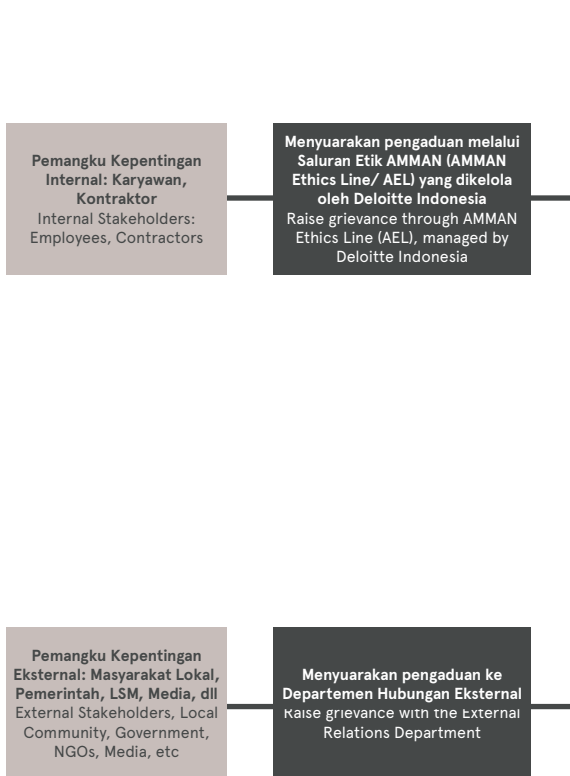 Pemangku Kepentingan
Internal: Karyawan,
Kontraktor
Internal Stakeholders:
Employees, Contractors
Menyuarakan pengaduan melalui
Saluran Etik AMMAN (AMMAN
Ethics Line/ AEL) yang dikelola
oleh Deloitte Indonesia
Raise grievance through AMMAN
Ethics Line (AEL), managed by
Deloitte Indonesia
Pemangku Kepentingan
Eksternal: Masyarakat Lokal,
Pemerintah, LSM, Media, dll
External Stakeholders, Local
Community, Government,
NGOs, Media, etc
Menyuarakan pengaduan ke
Departemen Hubungan Eksternal
Raise grievance with the External
Relations Department